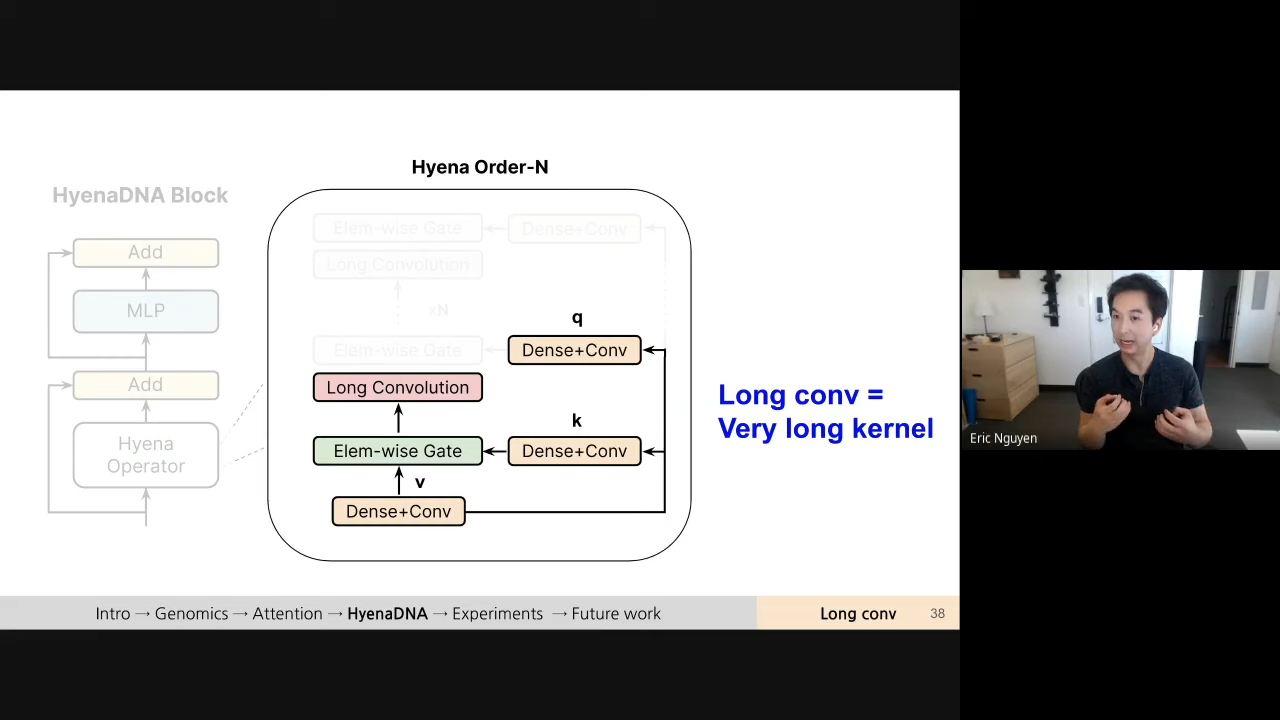 Hyena Order-N
HyenaDNA Block
Add
MLP
Add
Hyena
Operator
Elem-wise Gate
Dense+Conv
Long Convolution
xN
q
Elem-wise Gate
Dense+Conv
Long Convolution
k
Elem-wise Gate
Dense+Conv
v
Dense+Conv
Long conv =
Very long kernel
Eric Nguyen
Intro → Genomics → Attention → HyenaDNA → Experiments → Future work
Long conv
38